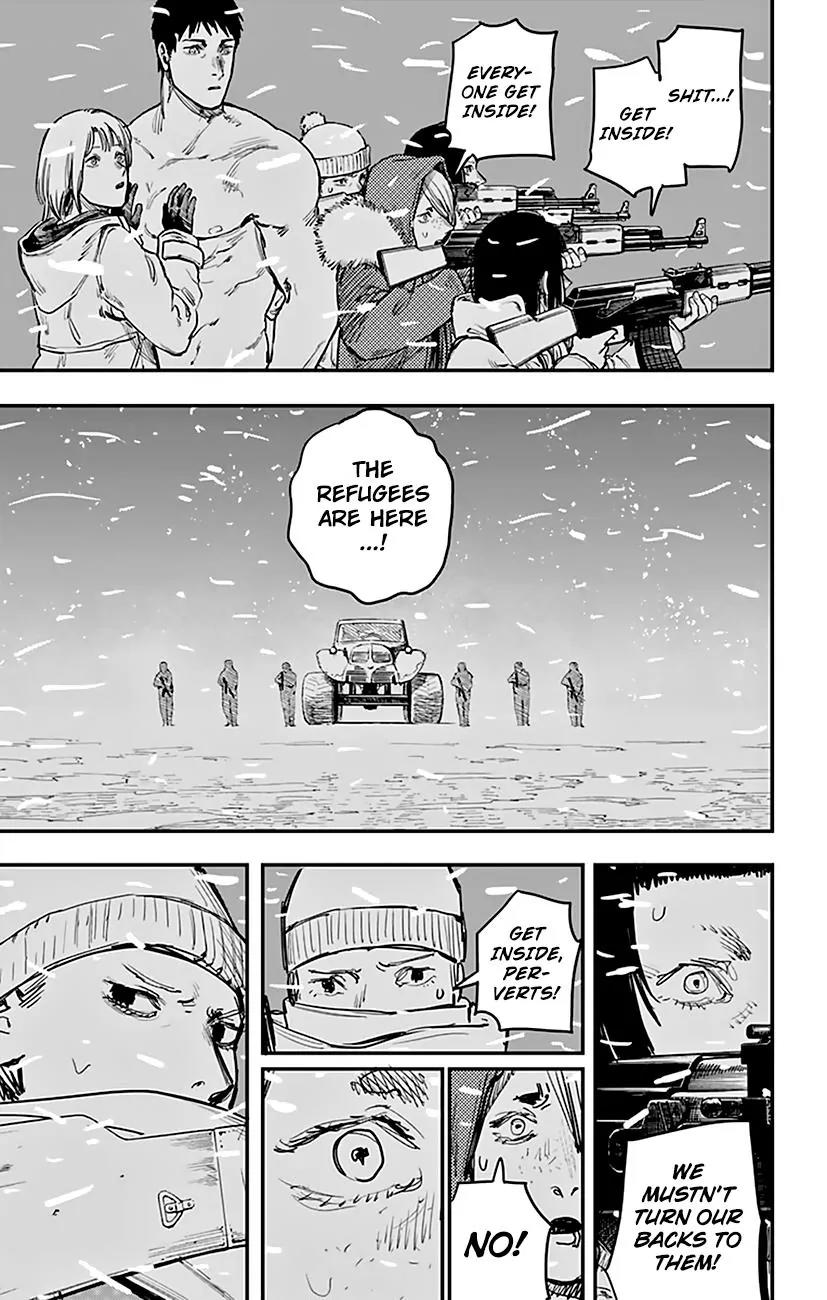 SHIT...!
GET
INSIDE!
EVERY-
ONE GET
INSIDE!
THE
REFUGEES
ARE HERE
...!
WE
MUSTN'T
TURN OUR
BACKS TO
THEM!
GET
INSIDE,
PER-
VERTS!
NO!